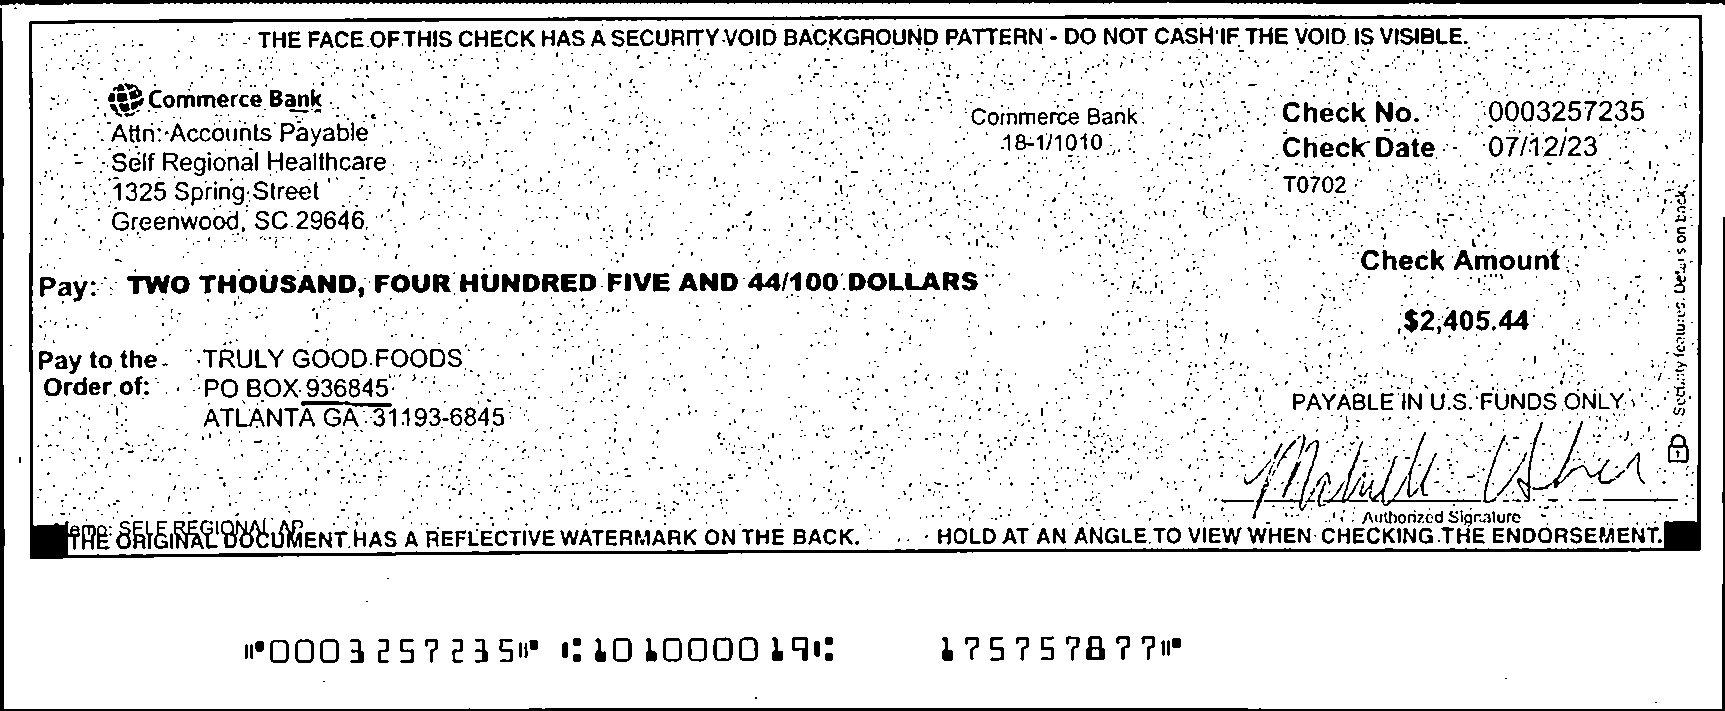 THE FACE OF THIS CHECK HAS A SECURITY VOID BACKGROUND PATTERN - DO NOT CASH IF THE VOID IS VISIBLE.
Commerce Bank
Attn: Accounts Payable
Self Regional Healthcare
1325 Spring Street
Greenwood, SC 29646
Commerce Bank
18-1/1010
Check No. 0003257235
Check Date 07/12/23
T0702
Check Amount
$2,405.44
Pay: TWO THOUSAND, FOUR HUNDRED FIVE AND 44/100 DOLLARS
Pay to the Order of:
TRULY GOOD FOODS
PO BOX 936845
ATLANTA GA 31193-6845
PAYABLE IN U.S. FUNDS ONLY
Security features. Details on back.
Authorized Signature
Memo: SELF REGIONAL AP
THE ORIGINAL DOCUMENT HAS A REFLECTIVE WATERMARK ON THE BACK. HOLD AT AN ANGLE TO VIEW WHEN CHECKING THE ENDORSEMENT.
⑈0003257235⑈ ⑆101000019⑆ 175757877⑈